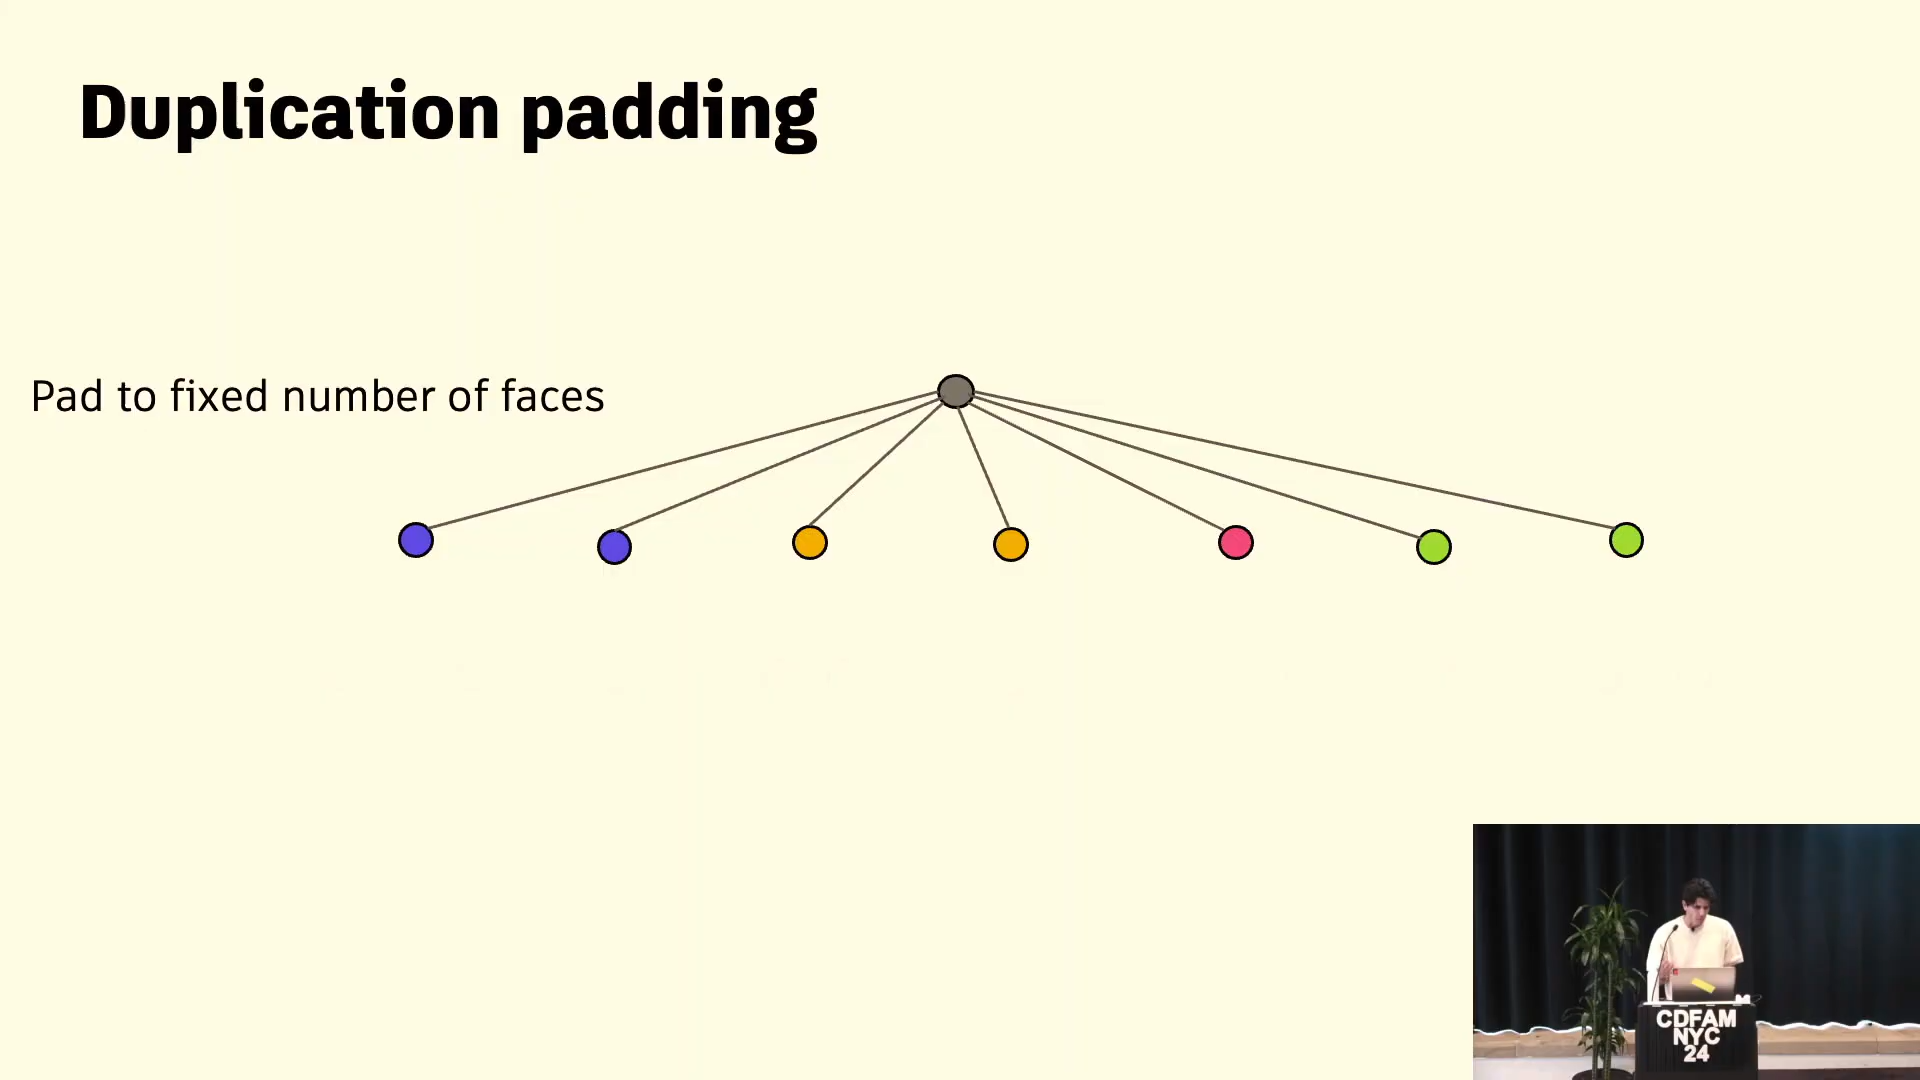 Duplication padding
Pad to fixed number of faces
CDFAM
NYC
24